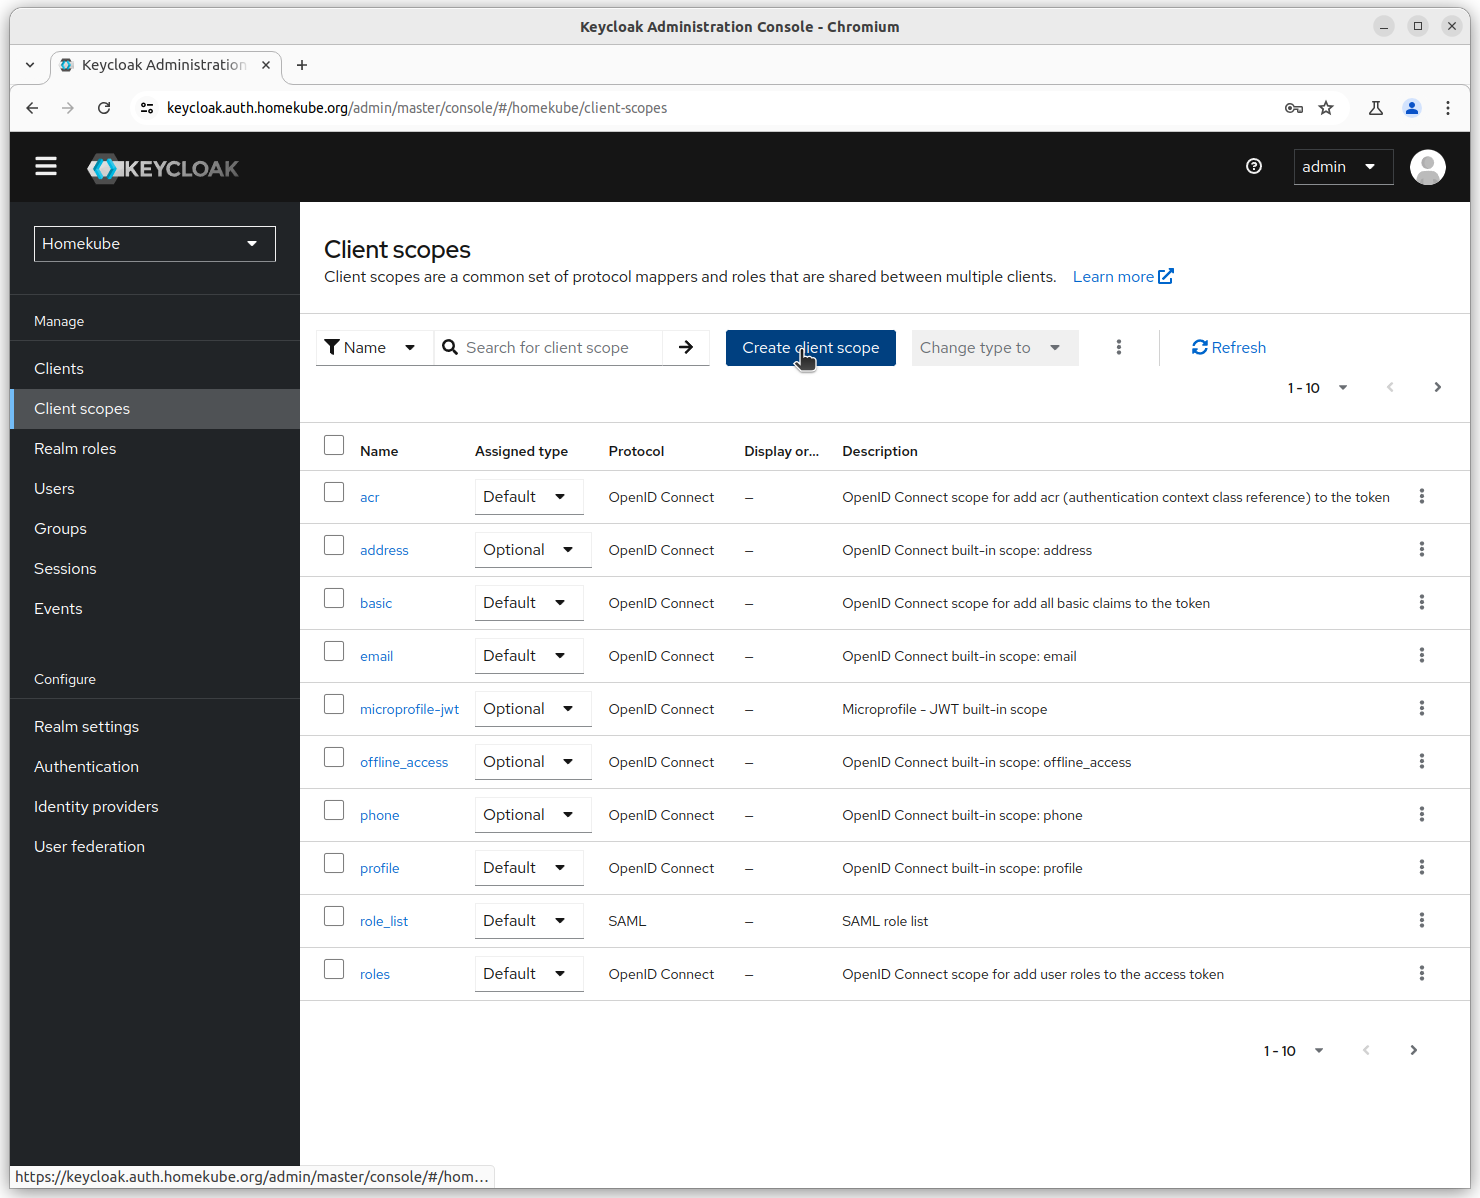 Keycloak Administration Console - Chromium
Keycloak Administration
keycloak.auth.homekube.org/admin/master/console/#/homekube/client-scopes
KEYCLOAK
admin
Homekube
Manage
Clients
Client scopes
Realm roles
Users
Groups
Sessions
Events
Configure
Realm settings
Authentication
Identity providers
User federation
Client scopes
Client scopes are a common set of protocol mappers and roles that are shared between multiple clients. Learn more
Name Search for client scope Create client scope Change type to Refresh
1 - 10
Name Assigned type Protocol Display or... Description
acr Default OpenID Connect – OpenID Connect scope for add acr (authentication context class reference) to the token
address Optional OpenID Connect – OpenID Connect built-in scope: address
basic Default OpenID Connect – OpenID Connect scope for add all basic claims to the token
email Default OpenID Connect – OpenID Connect built-in scope: email
microprofile-jwt Optional OpenID Connect – Microprofile - JWT built-in scope
offline_access Optional OpenID Connect – OpenID Connect built-in scope: offline_access
phone Optional OpenID Connect – OpenID Connect built-in scope: phone
profile Default OpenID Connect – OpenID Connect built-in scope: profile
role_list Default SAML – SAML role list
roles Default OpenID Connect – OpenID Connect scope for add user roles to the access token
1 - 10
https://keycloak.auth.homekube.org/admin/master/console/#/hom...